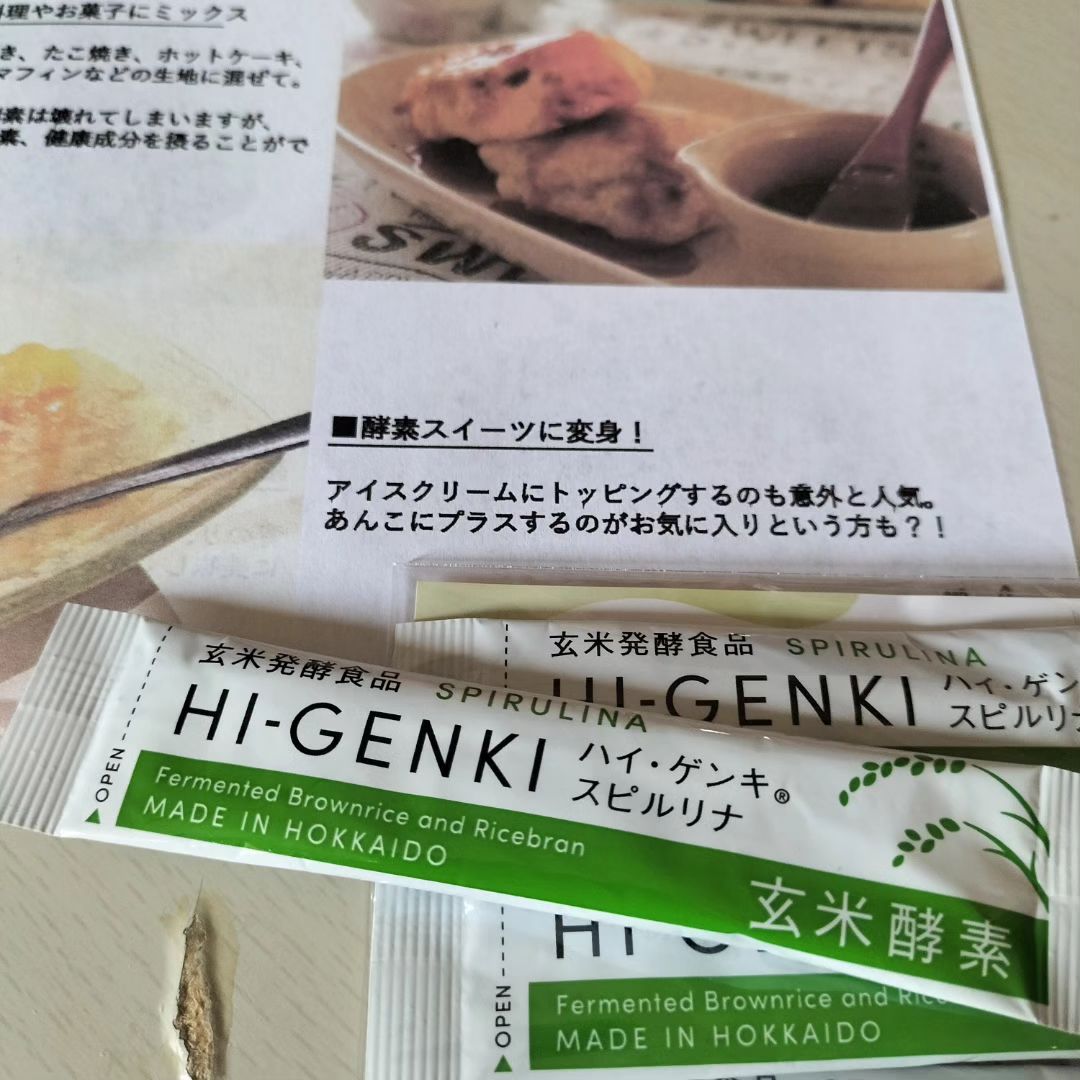 理やお菓子にミックス
き、たこ焼き、ホットケーキ、
マフィンなどの生地に混ぜて。
素は壊れてしまいますが、
素、健康成分を摂ることがで
SWE
UMS
■酵素スイーツに変身！
アイスクリームにトッピングするのも意外と人気。
あんこにプラスするのがお気に入りという方も？！
玄米発酵食品 SPIRULINA
HI-GENKI ハイ・ゲン
スピルリナ
玄米発酵食品 SPIRULINA
HI-GENKI ハイ・ゲンキ®
スピルリナ
OPEN
Fermented Brownrice and Ricebran
MADE IN HOKKAIDO
玄米酵素
HI
OPEN
Fermented Brownrice and Rice
MADE IN HOKKAIDO